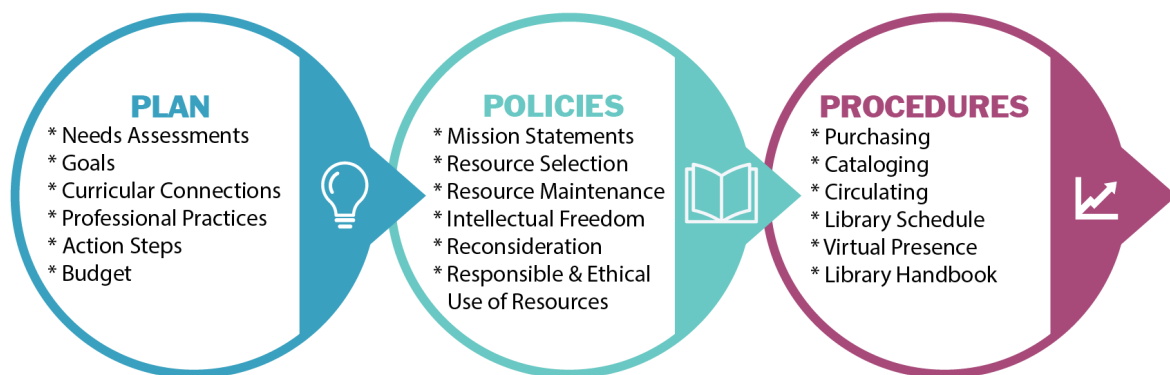 PLAN
* Needs Assessments
* Goals
* Curricular Connections
* Professional Practices
* Action Steps
* Budget
POLICIES
* Mission Statements
* Resource Selection
* Resource Maintenance
* Intellectual Freedom
* Reconsideration
* Responsible & Ethical
Use of Resources
PROCEDURES
* Purchasing
* Cataloging
* Circulating
* Library Schedule
* Virtual Presence
* Library Handbook